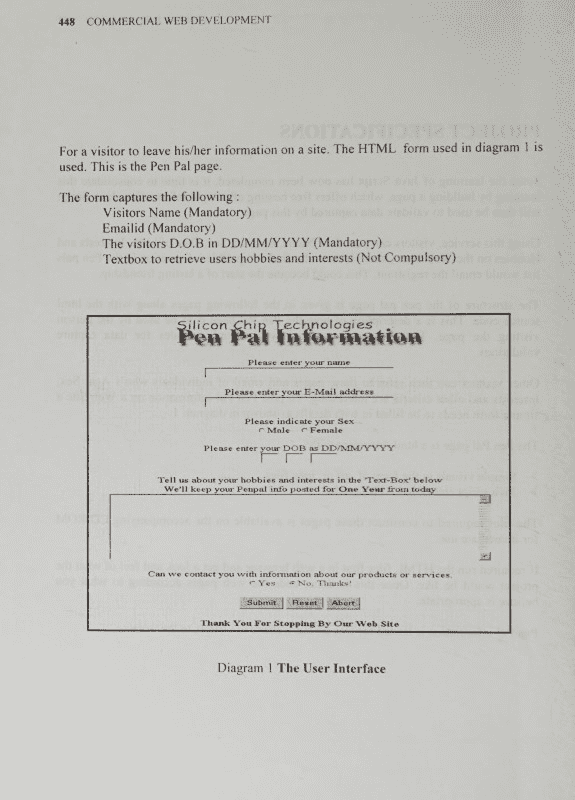 448 COMMERCIAL WEB DEVELOPMENT
For a visitor to leave his/her information on a site. The HTML form used in diagram 1 is
used. This is the Pen Pal page.
The form captures the following :
Visitors Name (Mandatory)
Emailid (Mandatory)
The visitors D.O.B in DD/MM/YYYY (Mandatory)
Textbox to retrieve users hobbies and interests (Not Compulsory)
Silicon Chip Technologies
Pen Pal Information
Please enter your name
Please enter your E-Mail address
Please indicate your Sex
Male Female
Please enter your DOB as DD/MM/YYYY
Tell us about your hobbies and interests in the 'Text-Box' below
We'll keep your Penpal info posted for One Year from today
Can we contact you with information about our products or services.
Yes No, Thanks!
Submit Reset Abort
Thank You For Stopping By Our Web Site
Diagram 1 The User Interface